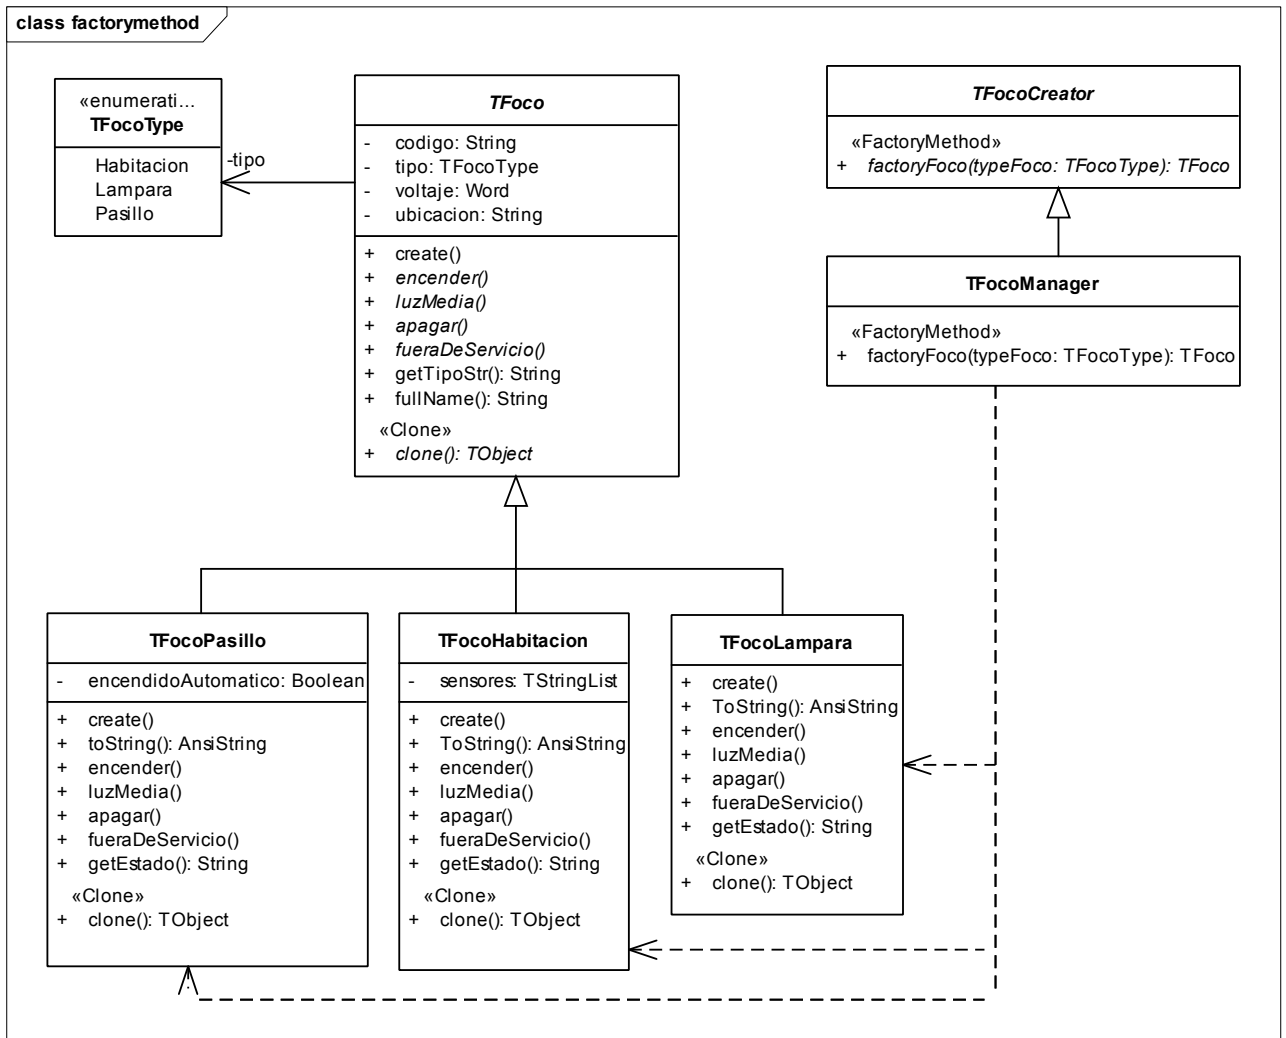 class factorymethod
«enumerati...
TFocoType
Habitacion
Lampara
Pasillo
-tipo
TFoco
- codigo: String
- tipo: TFocoType
- voltaje: Word
- ubicacion: String
+ create()
+ encender()
+ luzMedia()
+ apagar()
+ fueraDeServicio()
+ getTipoStr(): String
+ fullName(): String
«Clone»
+ clone(): TObject
TFocoCreator
«FactoryMethod»
+ factoryFoco(typeFoco: TFocoType): TFoco
TFocoManager
«FactoryMethod»
+ factoryFoco(typeFoco: TFocoType): TFoco
TFocoPasillo
- encendidoAutomatico: Boolean
+ create()
+ toString(): AnsiString
+ encender()
+ luzMedia()
+ apagar()
+ fueraDeServicio()
+ getEstado(): String
«Clone»
+ clone(): TObject
TFocoHabitacion
- sensores: TStringList
+ create()
+ ToString(): AnsiString
+ encender()
+ luzMedia()
+ apagar()
+ fueraDeServicio()
+ getEstado(): String
«Clone»
+ clone(): TObject
TFocoLampara
+ create()
+ ToString(): AnsiString
+ encender()
+ luzMedia()
+ apagar()
+ fueraDeServicio()
+ getEstado(): String
«Clone»
+ clone(): TObject